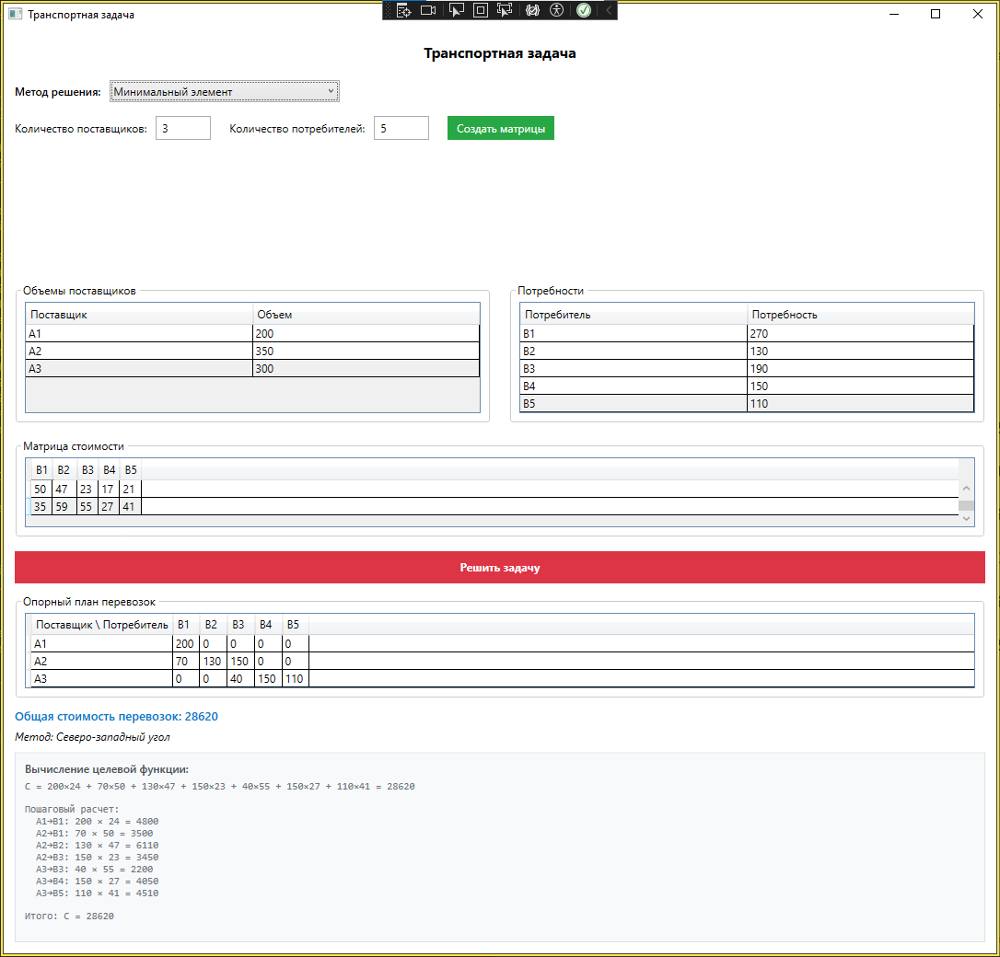 Транспортная задача
Транспортная задача
Метод решения: Минимальный элемент
Количество поставщиков: 3 Количество потребителей: 5 Создать матрицы
Объемы поставщиков
Поставщик Объем
A1 200
A2 350
A3 300
Потребности
Потребитель Потребность
B1 270
B2 130
B3 190
B4 150
B5 110
Матрица стоимости
B1 B2 B3 B4 B5
50 47 23 17 21
35 59 55 27 41
Решить задачу
Опорный план перевозок
Поставщик \ Потребитель B1 B2 B3 B4 B5
A1 200 0 0 0 0
A2 70 130 150 0 0
A3 0 0 40 150 110
Общая стоимость перевозок: 28620
Метод: Северо-западный угол
Вычисление целевой функции:
C = 200×24 + 70×50 + 130×47 + 150×23 + 40×55 + 150×27 + 110×41 = 28620
Пошаговый расчет:
A1→B1: 200 × 24 = 4800
A2→B1: 70 × 50 = 3500
A2→B2: 130 × 47 = 6110
A2→B3: 150 × 23 = 3450
A3→B3: 40 × 55 = 2200
A3→B4: 150 × 27 = 4050
A3→B5: 110 × 41 = 4510
Итого: C = 28620